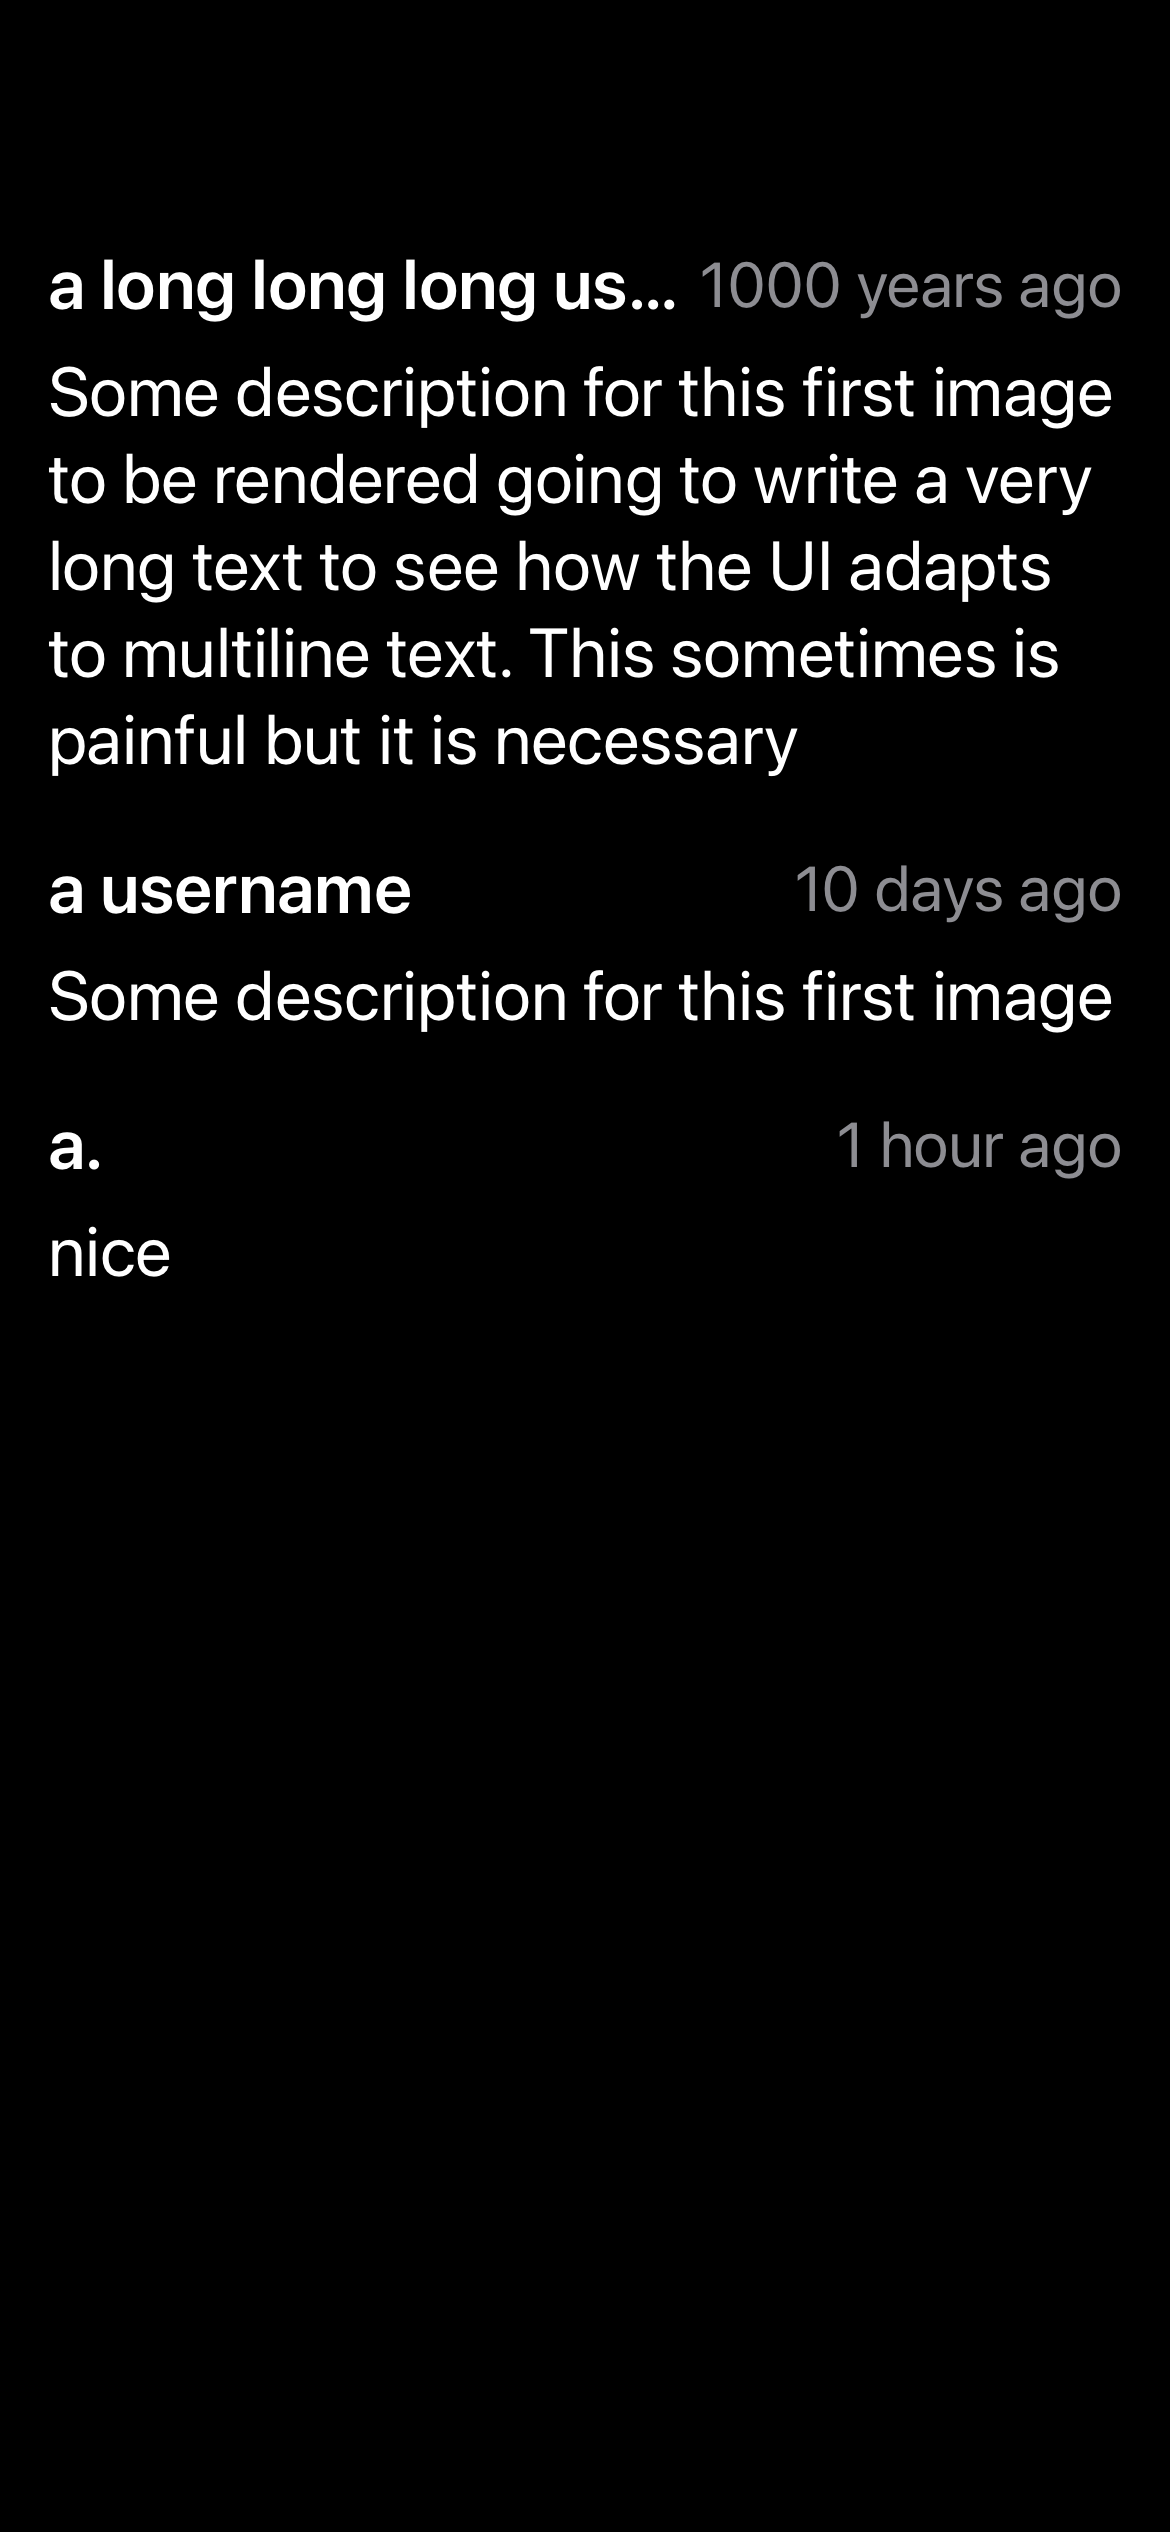 a long long long us... 1000 years ago
Some description for this first image
to be rendered going to write a very
long text to see how the UI adapts
to multiline text. This sometimes is
painful but it is necessary
a username 10 days ago
Some description for this first image
a. 1 hour ago
nice